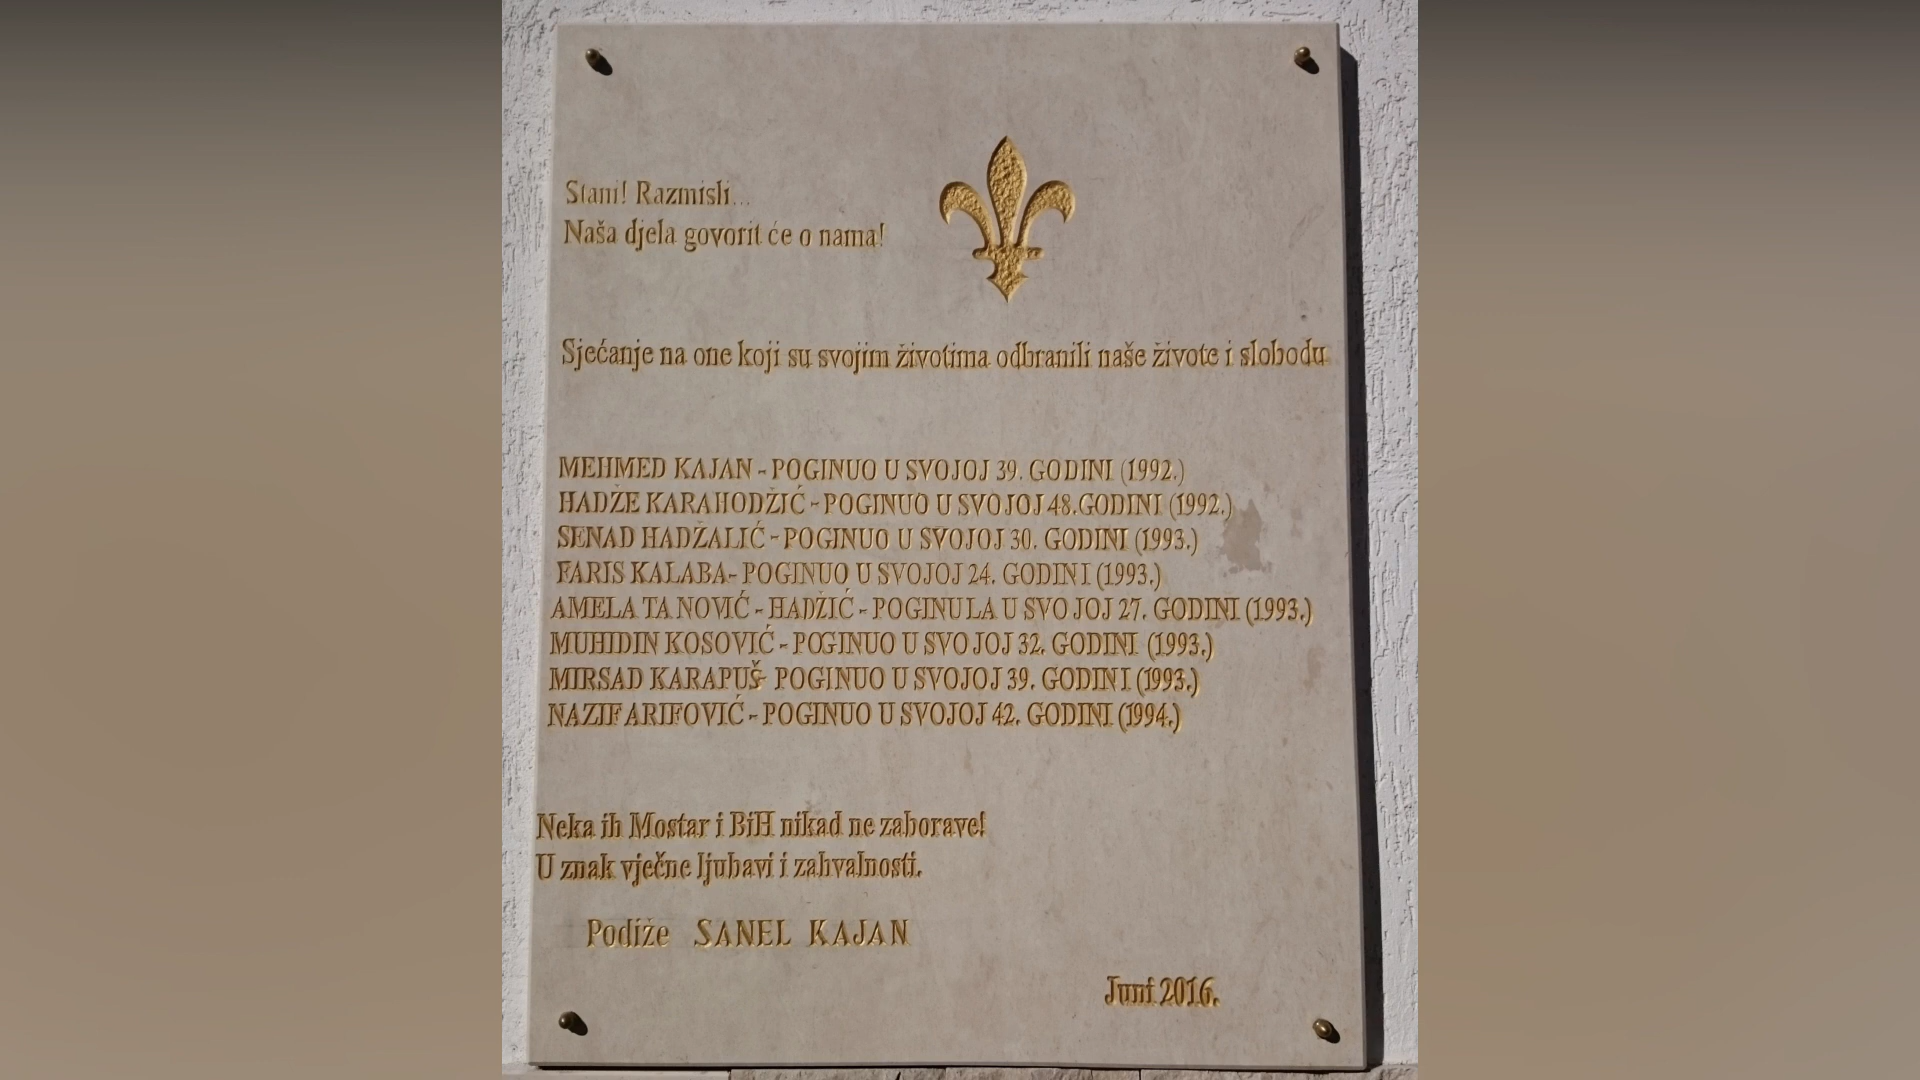 Stani! Razmisli...
Naša djela govorit će o nama!
Sjećanje na one koji su svojim životima odbranili naše živote i slobodu
MEHMED KAJAN - POGINUO U SVOJOJ 39. GODINI (1992.)
HADŽE KARAHODŽIĆ - POGINUO U SVOJOJ 48.GODINI (1992.)
SENAD HADŽALIĆ - POGINUO U SVOJOJ 30. GODINI (1993.)
FARIS KALABA- POGINUO U SVOJOJ 24. GODINI (1993.)
AMELA TANOVIĆ - HADŽIĆ - POGINULA U SVOJOJ 27. GODINI (1993.)
MUHIDIN KOSOVIĆ - POGINUO U SVOJOJ 32. GODINI (1993.)
MIRSAD KARAPUŠ- POGINUO U SVOJOJ 39. GODINI (1993.)
NAZIF ARIFOVIĆ - POGINUO U SVOJOJ 42. GODINI (1994.)
Neka ih Mostar i BiH nikad ne zaborave!
U znak vječne ljubavi i zahvalnosti.
Podiže SANEL KAJAN
Juni 2016.